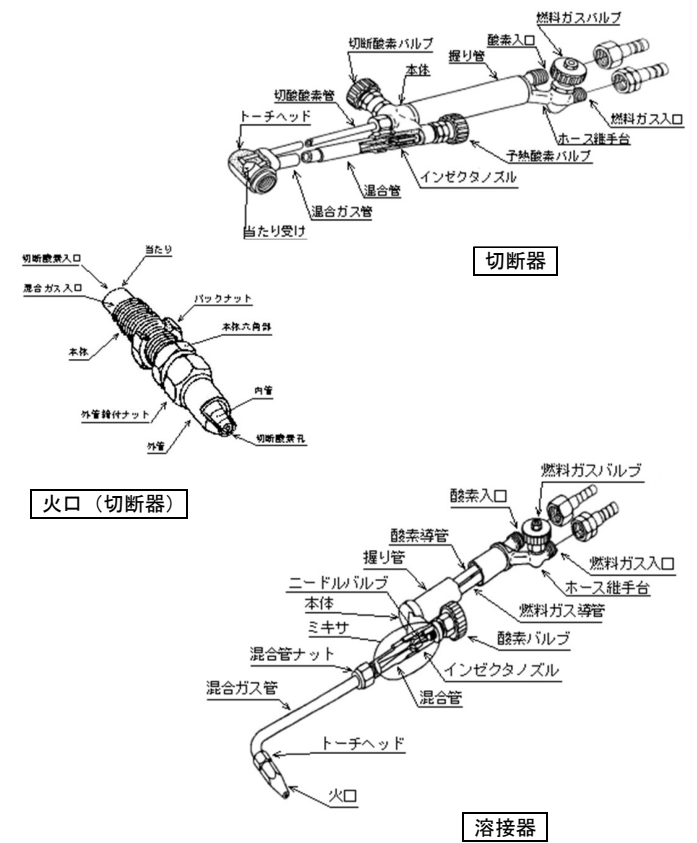 燃料ガスバルブ
酸素入口
切断酸素バルブ
握り管
本体
切酸酸素管
トーチヘッド
燃料ガス入口
ホース継手台
予熱酸素バルブ
インゼクタノズル
混合管
混合ガス管
当たり受け
切断器
当たり
切断酸素入口
混合ガス入口
バックナット
本体六角部
本体
内管
外管締付ナット
切断酸素孔
外管
火口（切断器）
燃料ガスバルブ
酸素入口
酸素導管
握り管
燃料ガス入口
ニードルバルブ
ホース継手台
本体
燃料ガス導管
ミキサ
酸素バルブ
混合管ナット
インゼクタノズル
混合ガス管
混合管
トーチヘッド
火口
溶接器